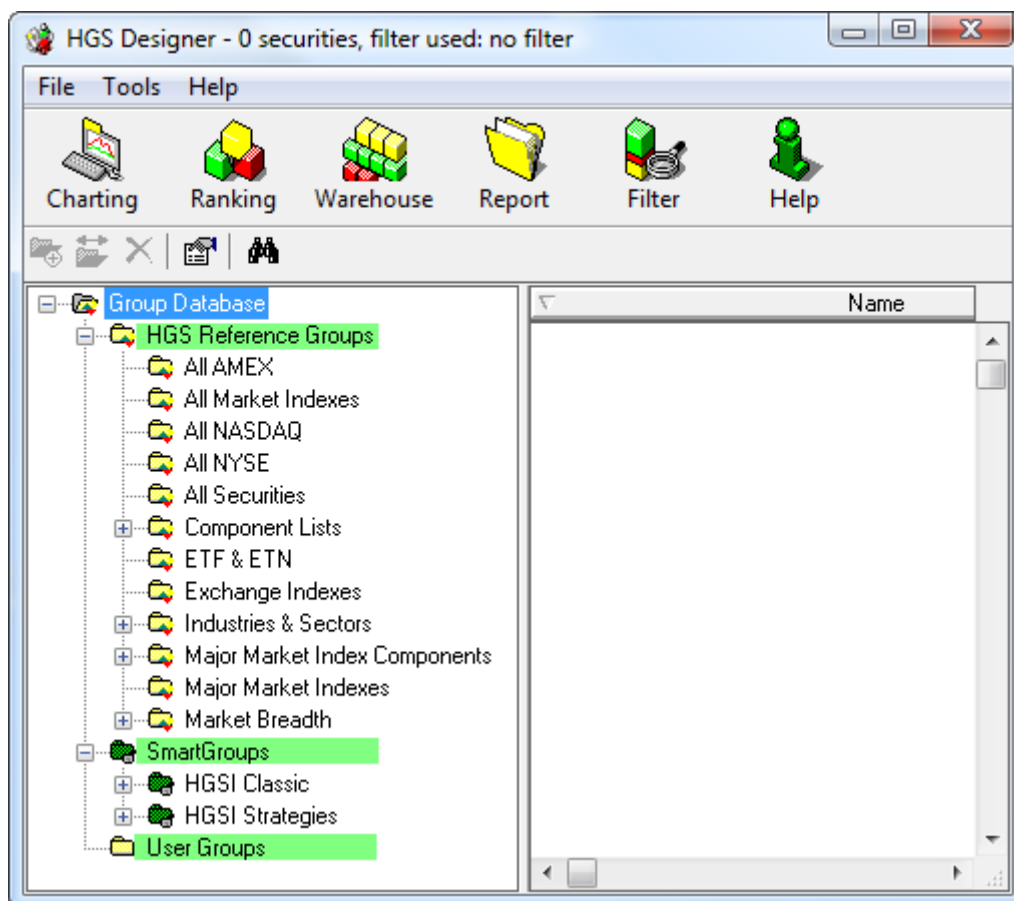 HGS Designer - 0 securities, filter used: no filter
File Tools Help
Charting Ranking Warehouse Report Filter Help
Group Database
Name
HGS Reference Groups
All AMEX
All Market Indexes
All NASDAQ
All NYSE
All Securities
Component Lists
ETF & ETN
Exchange Indexes
Industries & Sectors
Major Market Index Components
Major Market Indexes
Market Breadth
SmartGroups
HGSI Classic
HGSI Strategies
User Groups